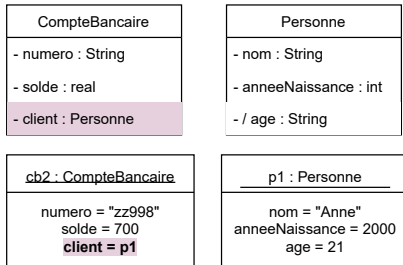 CompteBancaire
- numero : String
- solde : real
- client : Personne
Personne
- nom : String
- anneeNaissance : int
- / age : String
cb2 : CompteBancaire
numero = "zz998"
solde = 700
client = p1
p1 : Personne
nom = "Anne"
anneeNaissance = 2000
age = 21